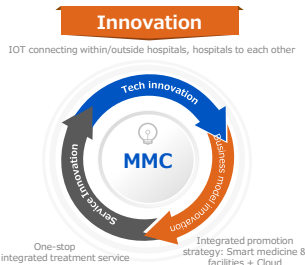 Innovation
IOT connecting within/outside hospitals, hospitals to each other
Tech innovation
MMC
Business model innovation
Service Innovation
One-stop
integrated treatment service
Integrated promotion
strategy: Smart medicine 8
facilities + Cloud